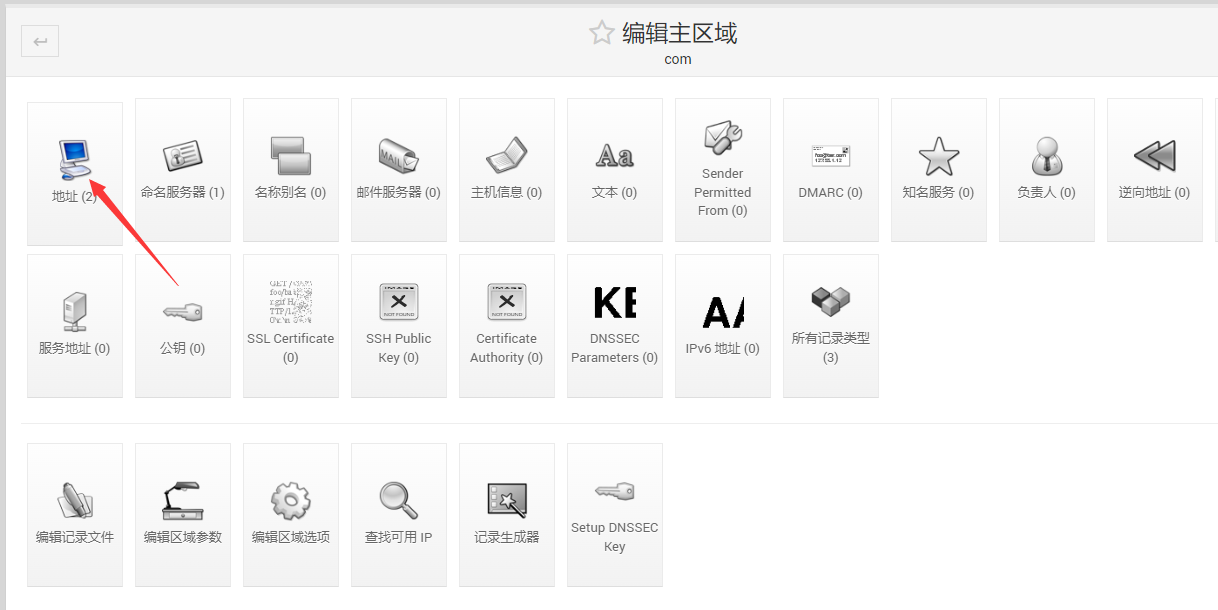 编辑主区域
com
地址 (2)
命名服务器 (1)
名称别名 (0)
MAIL
邮件服务器 (0)
主机信息 (0)
Aa
文本 (0)
Sender
Permitted
From (0)
DMARC (0)
知名服务 (0)
负责人 (0)
逆向地址 (0)
服务地址 (0)
公钥 (0)
GET /
SSL Certificate
(0)
IMAGE
NOT FOUND
SSH Public
Key (0)
IMAGE
NOT FOUND
Certificate
Authority (0)
KE
DNSSEC
Parameters (0)
AA
IPv6 地址 (0)
所有记录类型
(3)
编辑记录文件
编辑区域参数
编辑区域选项
查找可用 IP
记录生成器
Setup DNSSEC
Key